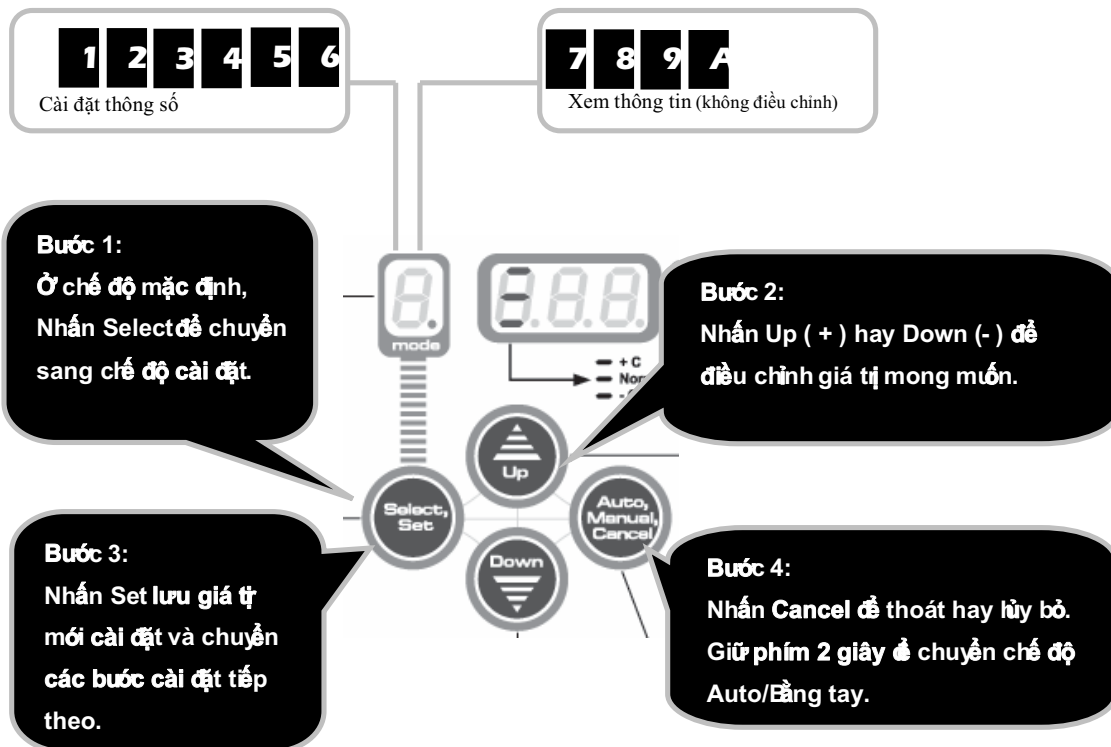 1 2 3 4 5 6
Cài đặt thông số
7 8 9 A
Xem thông tin (không điều chỉnh)
Bước 1:
Ở chế độ mặc định,
Nhấn Select để chuyển
sang chế độ cài đặt.
mode
+ C
Bước 2:
Nhấn Up ( + ) hay Down (- ) để
điều chỉnh giá trị mong muốn.
Up
Select,
Set
Auto,
Manual,
Cancel
Down
Bước 3:
Nhấn Set lưu giá trị
mới cài đặt và chuyển
các bước cài đặt tiếp
theo.
Bước 4:
Nhấn Cancel để thoát hay hủy bỏ.
Giữ phím 2 giây để chuyển chế độ
Auto/Bằng tay.